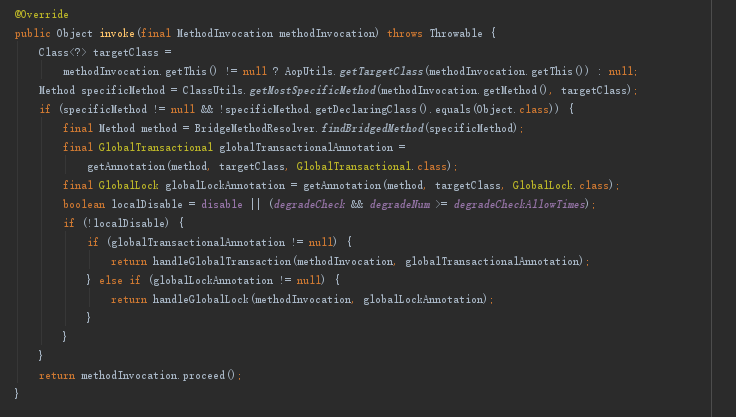 @Override
public Object invoke(final MethodInvocation methodInvocation) throws Throwable {
    Class<?> targetClass =
        methodInvocation.getThis() != null ? AopUtils.getTargetClass(methodInvocation.getThis()) : null;
    Method specificMethod = ClassUtils.getMostSpecificMethod(methodInvocation.getMethod(), targetClass);
    if (specificMethod != null && !specificMethod.getDeclaringClass().equals(Object.class)) {
        final Method method = BridgeMethodResolver.findBridgedMethod(specificMethod);
        final GlobalTransactional globalTransactionalAnnotation =
            getAnnotation(method, targetClass, GlobalTransactional.class);
        final GlobalLock globalLockAnnotation = getAnnotation(method, targetClass, GlobalLock.class);
        boolean localDisable = disable || (degradeCheck && degradeNum >= degradeCheckAllowTimes);
        if (!localDisable) {
            if (globalTransactionalAnnotation != null) {
                return handleGlobalTransaction(methodInvocation, globalTransactionalAnnotation);
            } else if (globalLockAnnotation != null) {
                return handleGlobalLock(methodInvocation, globalLockAnnotation);
            }
        }
    }
    return methodInvocation.proceed();
}